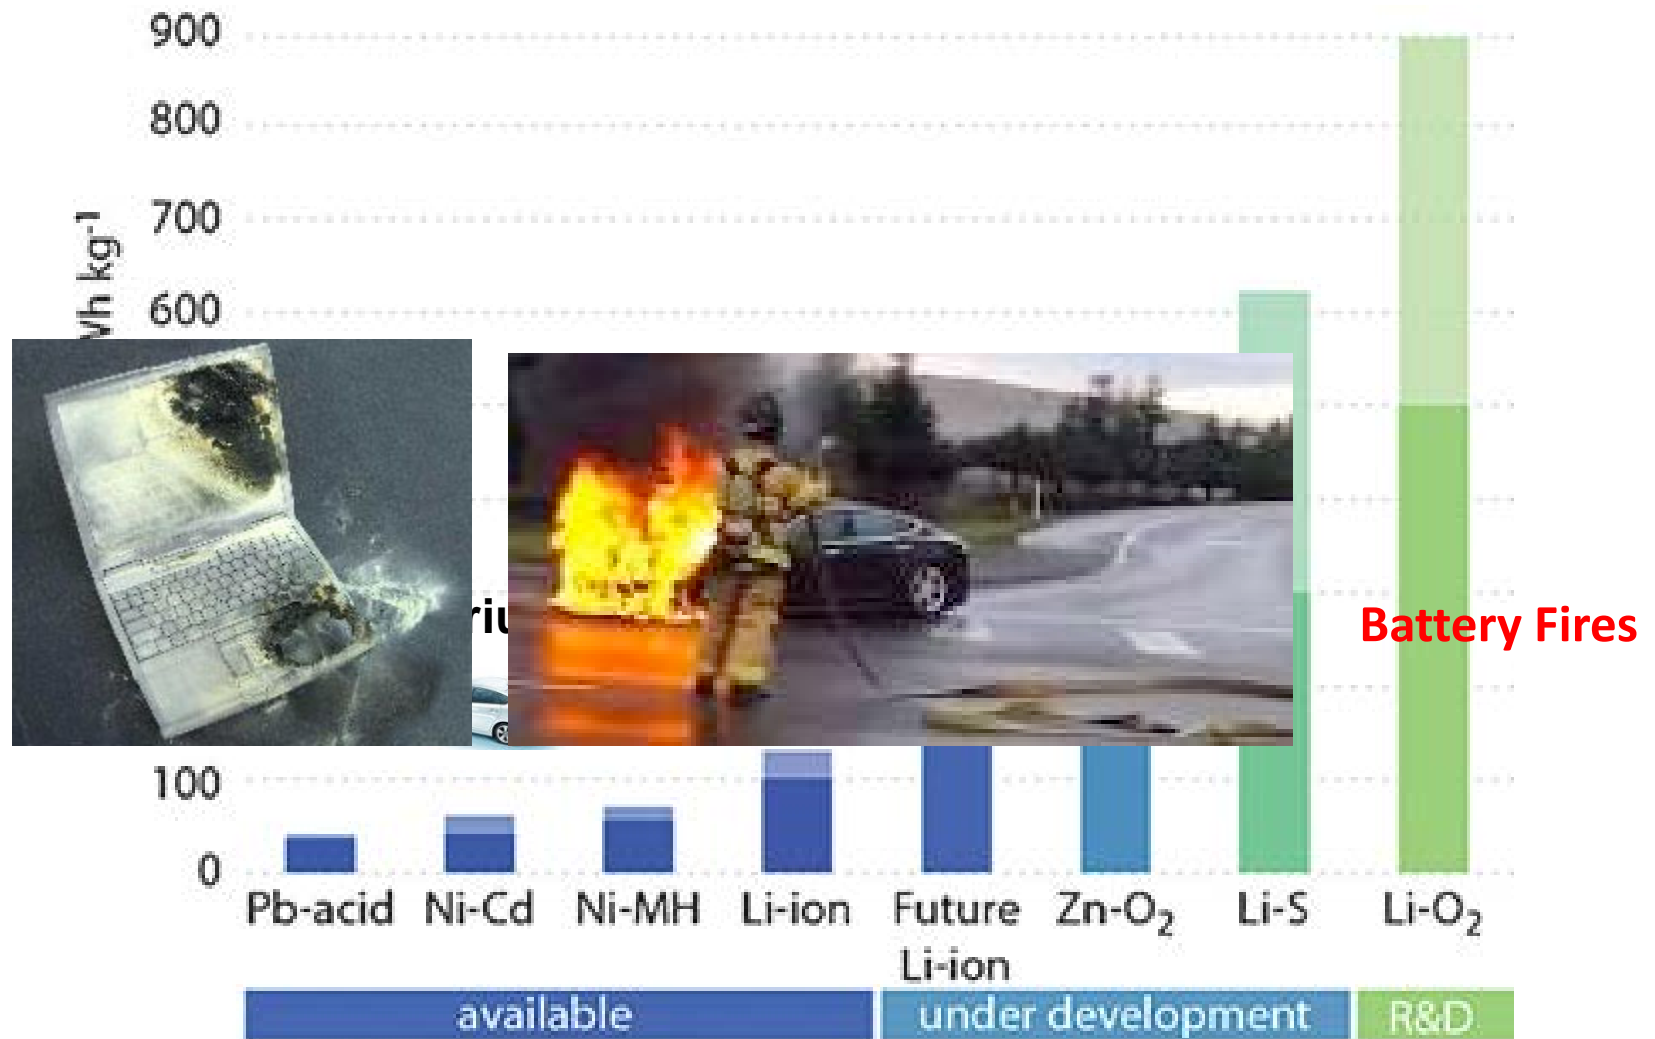 900
800
700
Wh kg-1
600
Battery Fires
100
0
Pb-acid Ni-Cd Ni-MH Li-ion Future Li-ion Zn-O2 Li-S Li-O2
available under development R&D